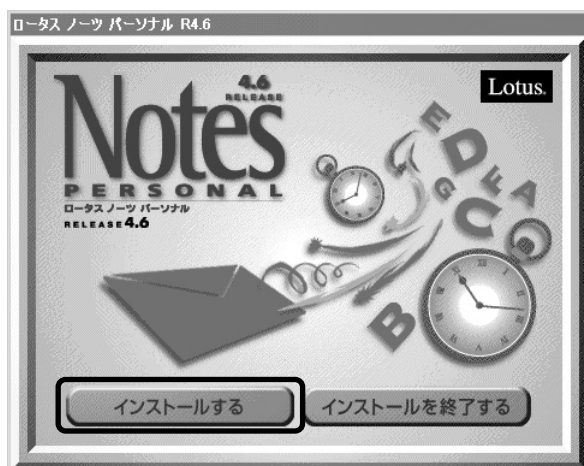 ロータス ノーツ パーソナル R4.6
4.6
RELEASE
Notes
PERSONAL
ロータス ノーツ パーソナル
RELEASE 4.6
Lotus.
E
D
F
A
G
C
B
インストールする
インストールを終了する